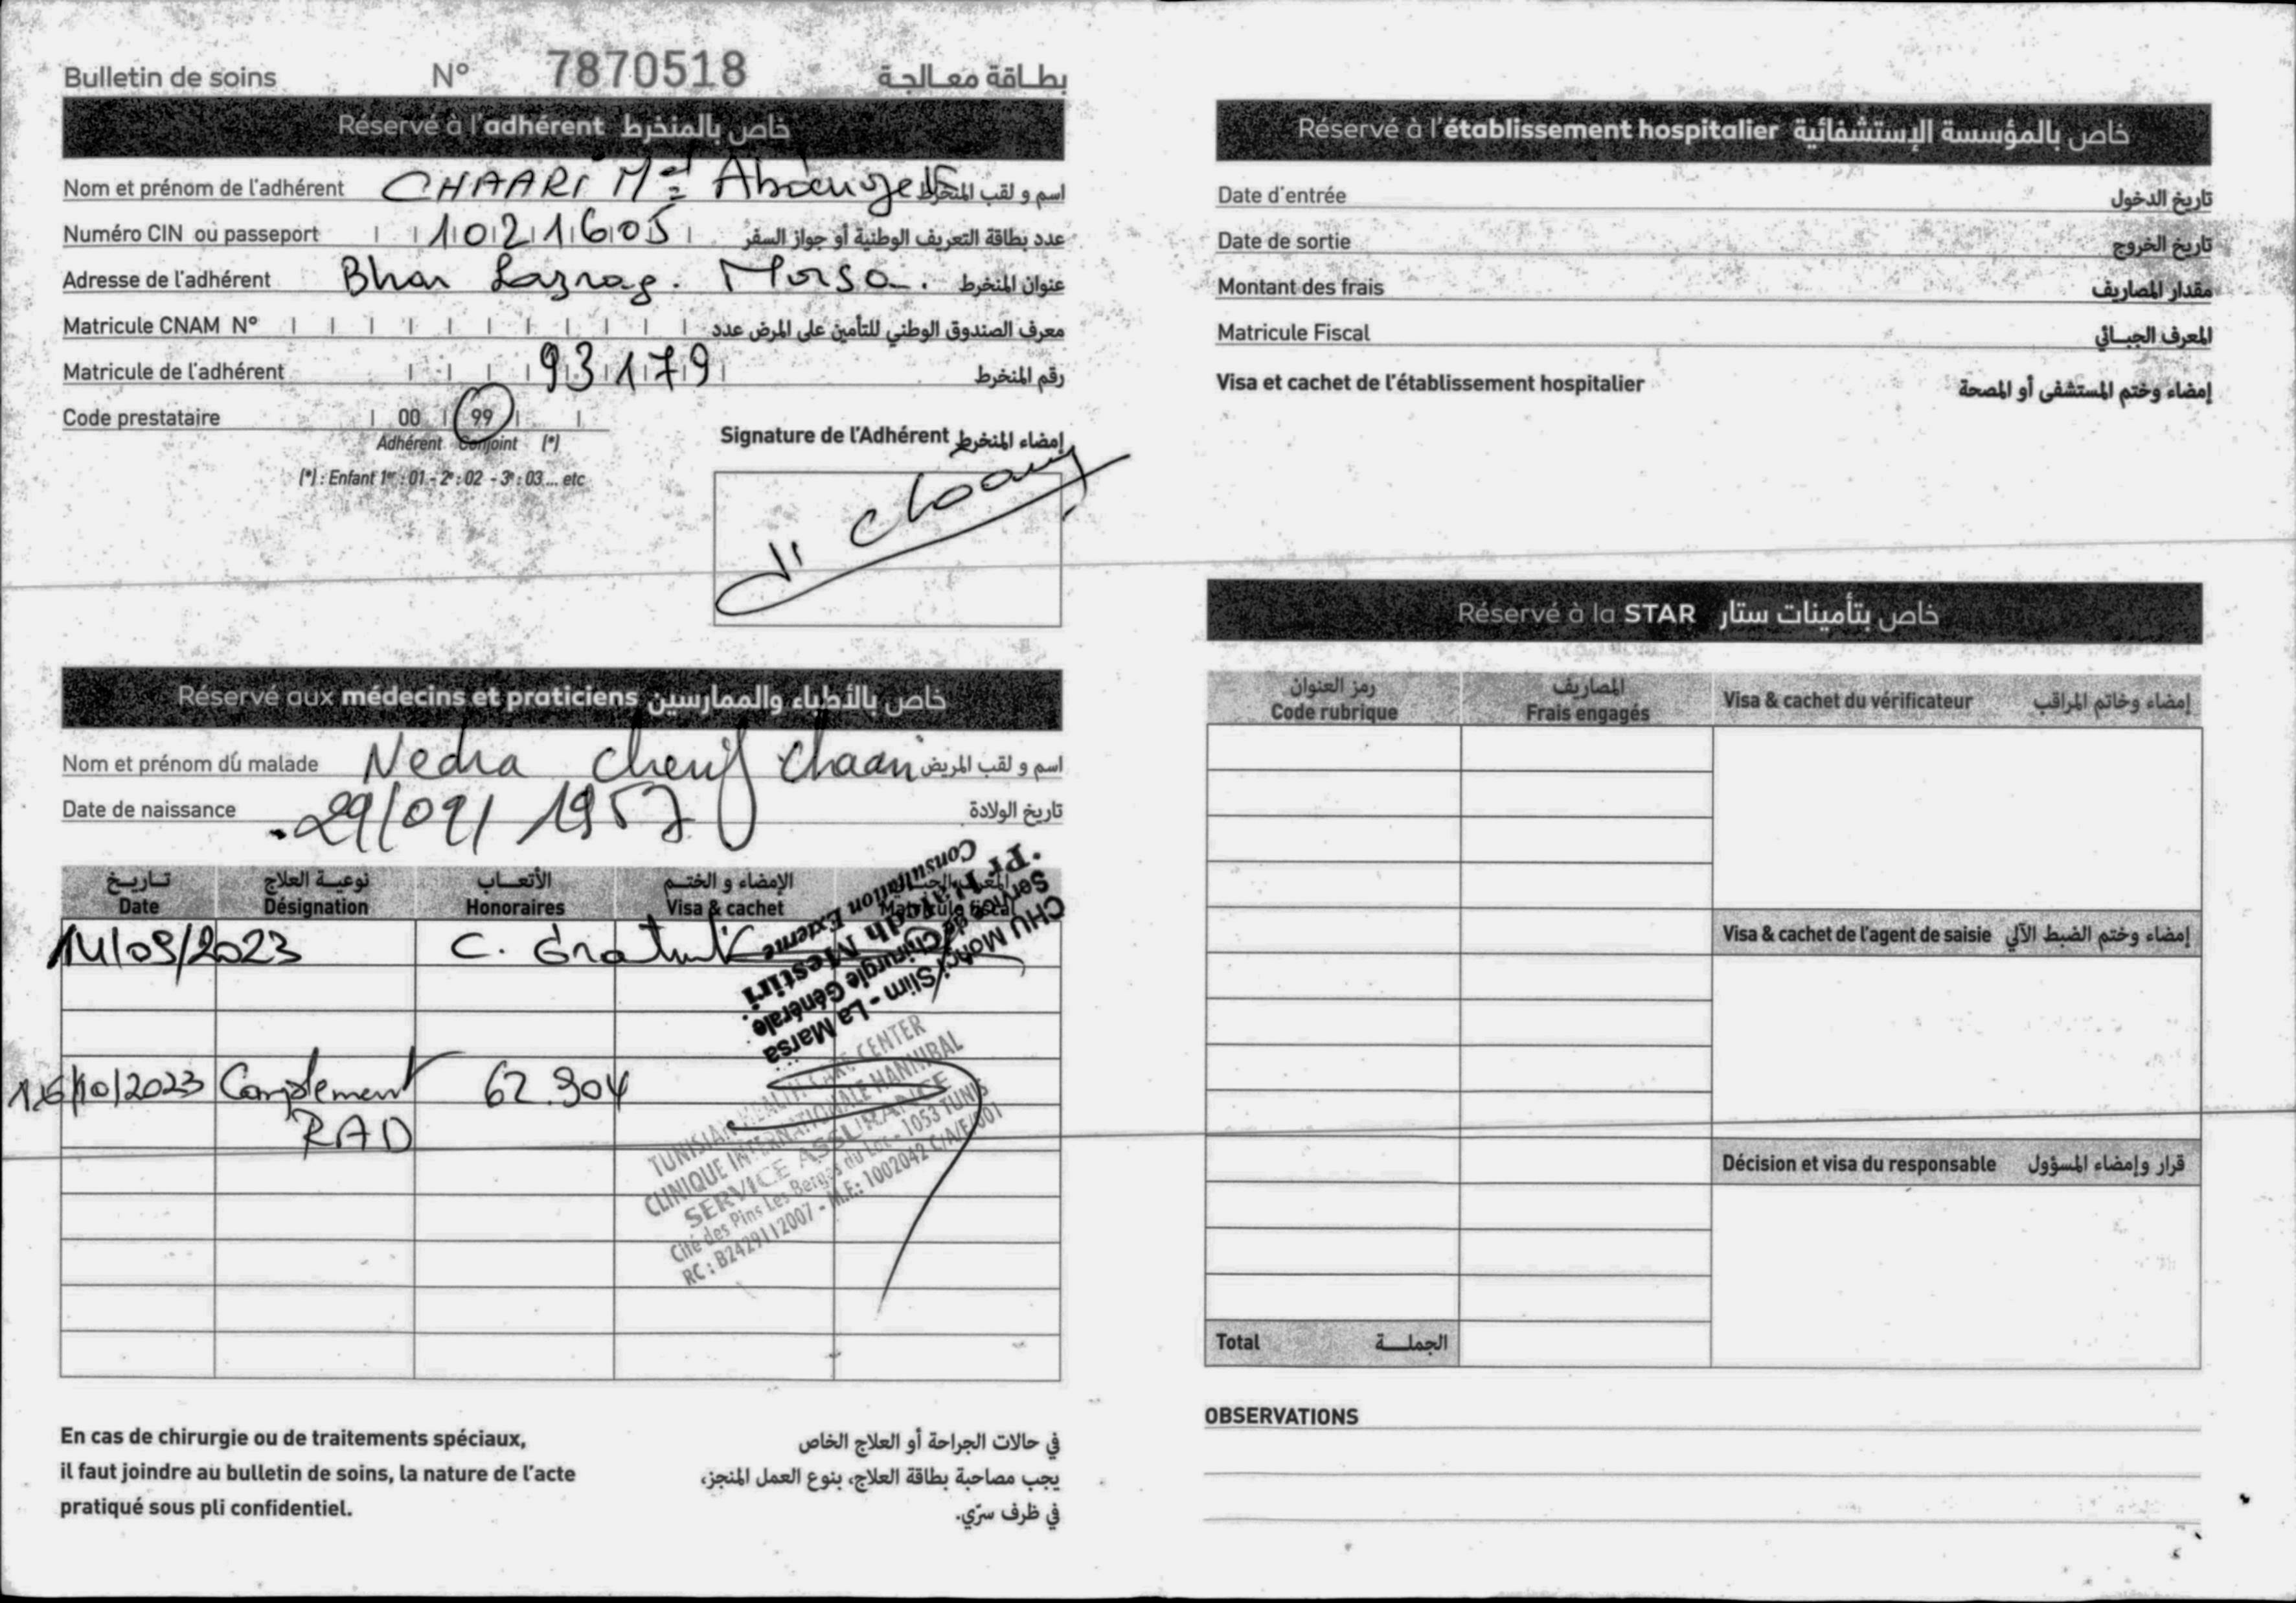 Bulletin de soins N° 7870518 بطاقة معالجة
Réservé à l'adhérent خاص بالمنخرط
Nom et prénom de l'adhérent CHAARI Md اسم و لقب المنخرط
Numéro CIN ou passeport 1021605 عدد بطاقة التعريف الوطنية أو جواز السفر
Adresse de l'adhérent Bhar Lazrag. Marsa. عنوان المنخرط
Matricule CNAM N° معرف الصندوق الوطني للتأمين على المرض عدد
Matricule de l'adhérent 93179 رقم المنخرط
Code prestataire 00 99
Adhérent Conjoint (*)
(*) : Enfant 1er : 01 - 2e : 02 - 3e : 03 ... etc
Signature de l'Adhérent إمضاء المنخرط
Réservé aux médecins et praticiens خاص بالأطباء والممارسين
Nom et prénom du malade Nedra Cherif Chaari اسم و لقب المريض
Date de naissance 29/09/1957 تاريخ الولادة
تاريخ نوعية العلاج الأتعاب الإمضاء و الختم
Date Désignation Honoraires Visa & cachet Matricule fiscal
14/09/2023 C. Gratuite
Consultation Externe
Mestiri
Service de Chirurgie Générale
CHU Mongi Slim - La Marsa
16/10/2023 Complement 62.904
RAD
TUNISIAN HEALTH CARE CENTER
CLINIQUE INTERNATIONALE HANNIBAL
SERVICE ASSURANCE
Cité des Pins Les Berges du Lac - 1053 TUNIS
RC : B2429112007 - M.F.: 1002042 C/A/E/001
En cas de chirurgie ou de traitements spéciaux,
il faut joindre au bulletin de soins, la nature de l'acte
pratiqué sous pli confidentiel.
في حالات الجراحة أو العلاج الخاص
يجب مصاحبة بطاقة العلاج، بنوع العمل المنجز،
في ظرف سرّي.
Réservé à l'établissement hospitalier خاص بالمؤسسة الإستشفائية
Date d'entrée تاريخ الدخول
Date de sortie تاريخ الخروج
Montant des frais مقدار المصاريف
Matricule Fiscal المعرف الجبائي
Visa et cachet de l'établissement hospitalier إمضاء وختم المستشفى أو المصحة
Réservé à la STAR خاص بتأمينات ستار
رمز العنوان المصاريف
Code rubrique Frais engagés Visa & cachet du vérificateur إمضاء وخاتم المراقب
Visa & cachet de l'agent de saisie إمضاء وختم الضبط الآلي
Décision et visa du responsable قرار وإمضاء المسؤول
Total الجملة
OBSERVATIONS